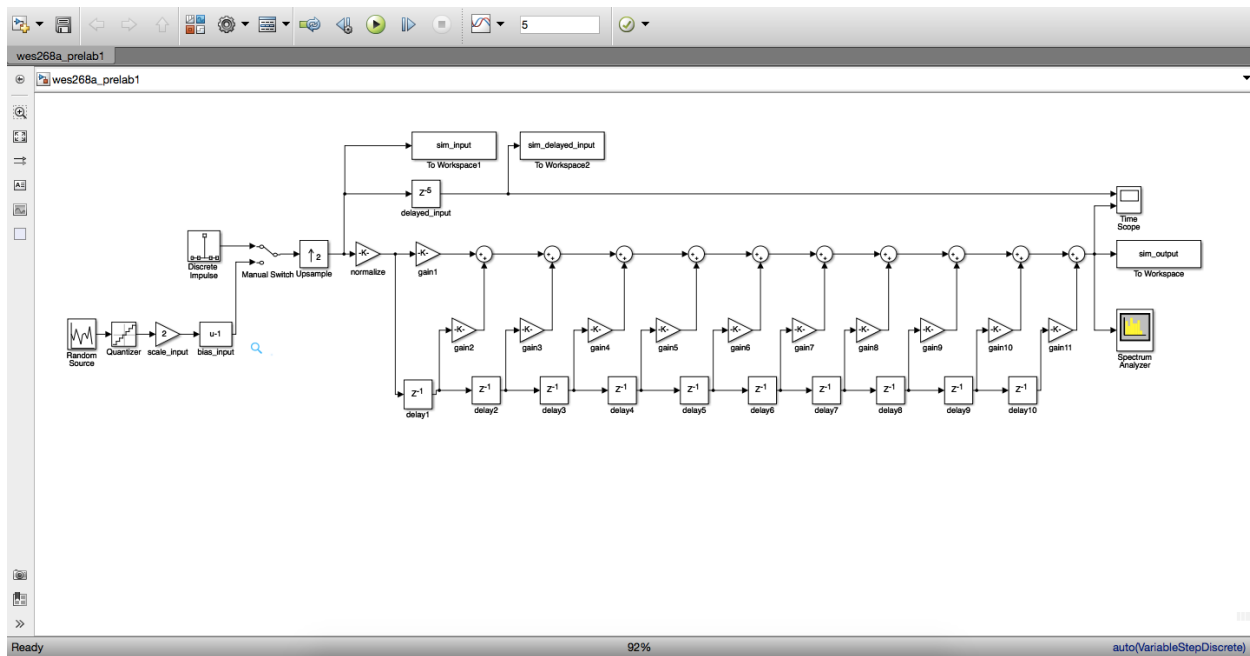 5
wes268a_prelab1
wes268a_prelab1
sim_input
To Workspace1
sim_delayed_input
To Workspace2
z-5
delayed_input
Time
Scope
Discrete
Impulse
Manual Switch
2
Upsample
-K-
normalize
-K-
gain1
sim_output
To Workspace
Random
Source
Quantizer
2
scale_input
u-1
bias_input
-K-
gain2
-K-
gain3
-K-
gain4
-K-
gain5
-K-
gain6
-K-
gain7
-K-
gain8
-K-
gain9
-K-
gain10
-K-
gain11
Spectrum
Analyzer
z-1
delay1
z-1
delay2
z-1
delay3
z-1
delay4
z-1
delay5
z-1
delay6
z-1
delay7
z-1
delay8
z-1
delay9
z-1
delay10
Ready
92%
auto(VariableStepDiscrete)